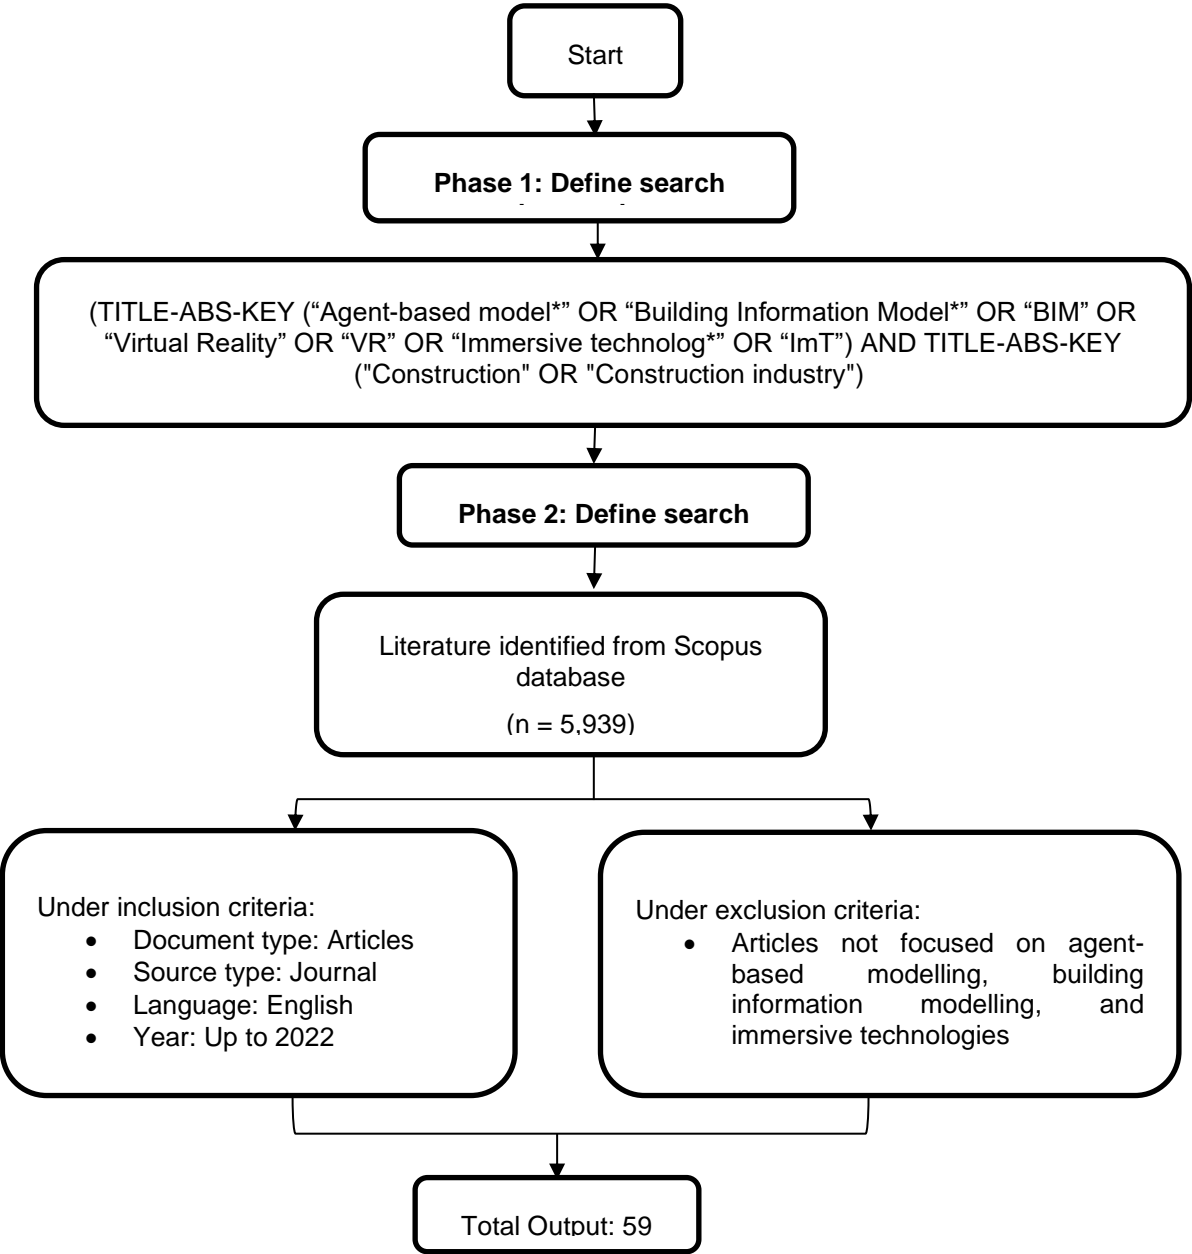 Start
Phase 1: Define search
(TITLE-ABS-KEY (“Agent-based model*” OR “Building Information Model*” OR “BIM” OR
“Virtual Reality” OR “VR” OR “Immersive technolog*” OR “ImT”) AND TITLE-ABS-KEY
("Construction" OR "Construction industry")
Phase 2: Define search
Literature identified from Scopus
database
(n = 5,939)
Under inclusion criteria:
• Document type: Articles
• Source type: Journal
• Language: English
• Year: Up to 2022
Under exclusion criteria:
• Articles not focused on agent-
based modelling, building
information modelling, and
immersive technologies
Total Output: 59